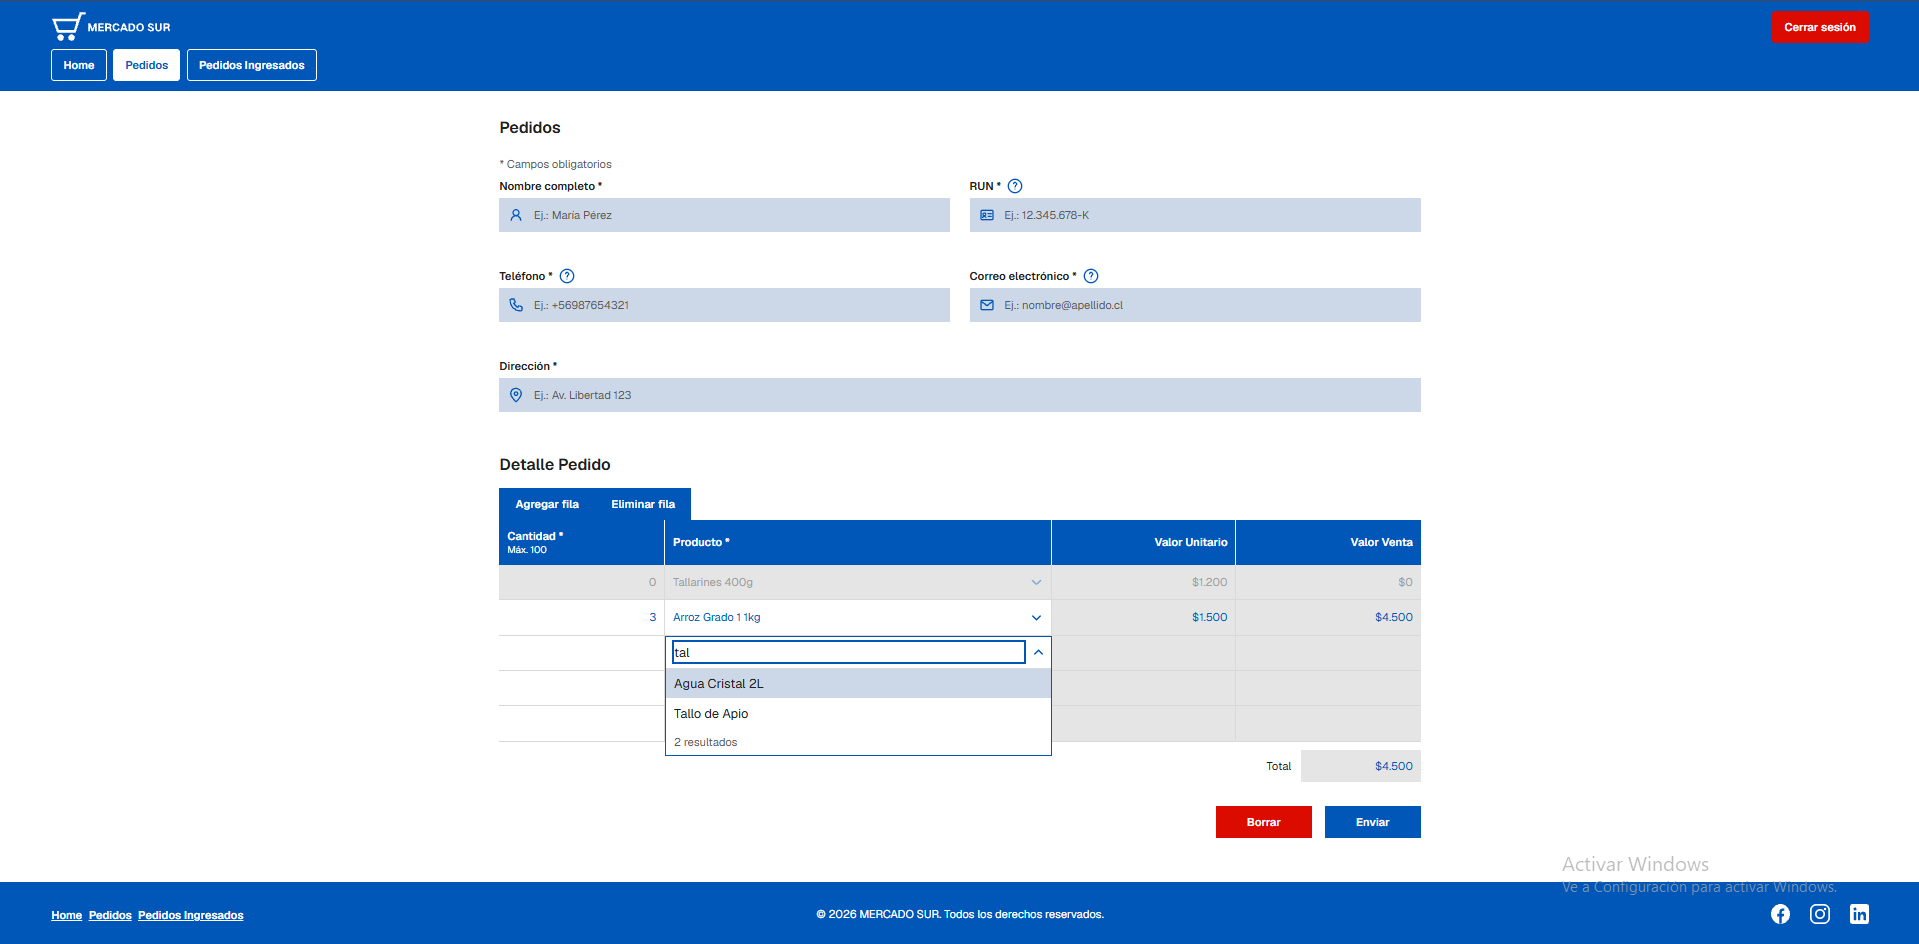 MERCADO SUR
Cerrar sesión
Home Pedidos Pedidos Ingresados
Pedidos
* Campos obligatorios
Nombre completo * RUN * ?
Ej.: María Pérez Ej.: 12.345.678-K
Teléfono * ? Correo electrónico * ?
Ej.: +56987654321 Ej.: nombre@apellido.cl
Dirección *
Ej.: Av. Libertad 123
Detalle Pedido
Agregar fila Eliminar fila
Cantidad * Producto * Valor Unitario Valor Venta
Máx. 100
0 Tallarines 400g $1.200 $0
3 Arroz Grado 1 1kg $1.500 $4.500
tal
Agua Cristal 2L
Tallo de Apio
2 resultados
Total $4.500
Borrar Enviar
Activar Windows
Ve a Configuración para activar Windows.
Home Pedidos Pedidos Ingresados © 2026 MERCADO SUR. Todos los derechos reservados.